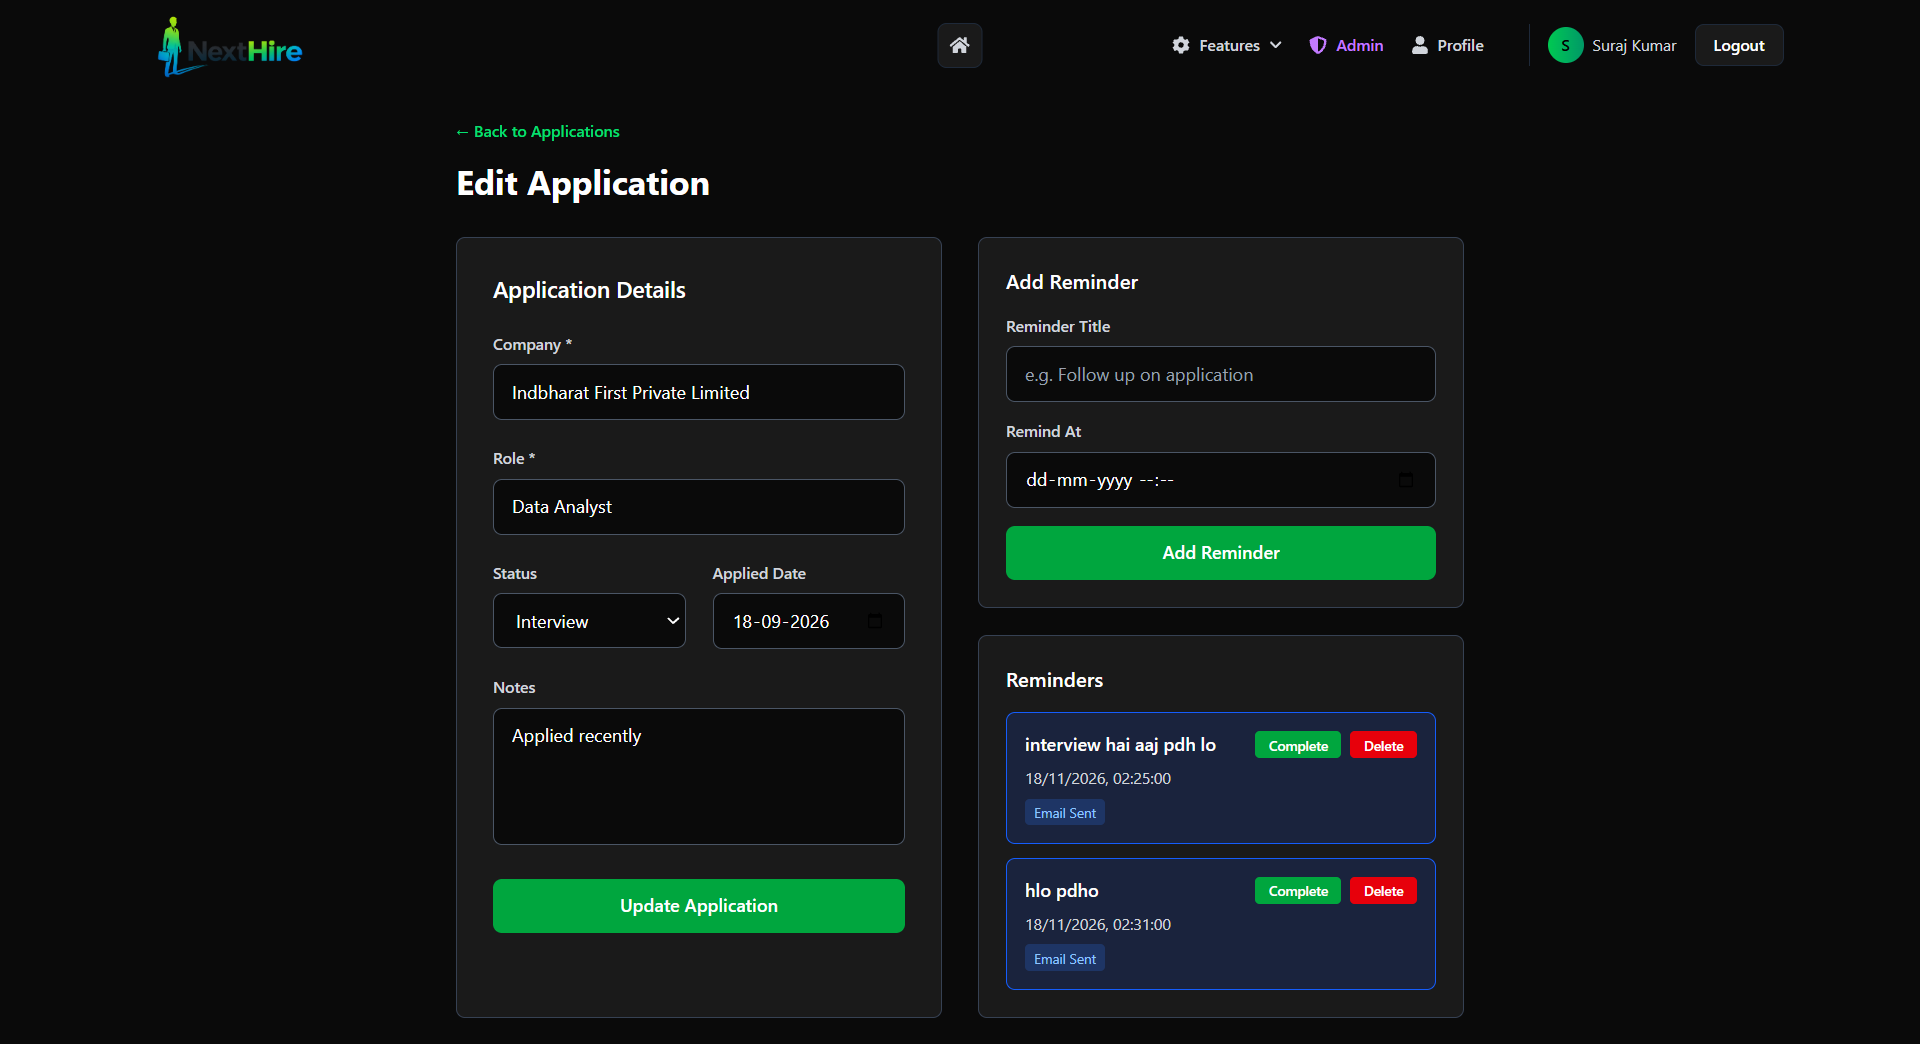 NextHire
Features
Admin
Profile
S
Suraj Kumar
Logout
← Back to Applications
Edit Application
Application Details
Company *
Indbharat First Private Limited
Role *
Data Analyst
Status
Applied Date
Interview
18-09-2026
Notes
Applied recently
Update Application
Add Reminder
Reminder Title
e.g. Follow up on application
Remind At
dd-mm-yyyy --:--
Add Reminder
Reminders
interview hai aaj pdh lo
Complete
Delete
18/11/2026, 02:25:00
Email Sent
hlo pdho
Complete
Delete
18/11/2026, 02:31:00
Email Sent